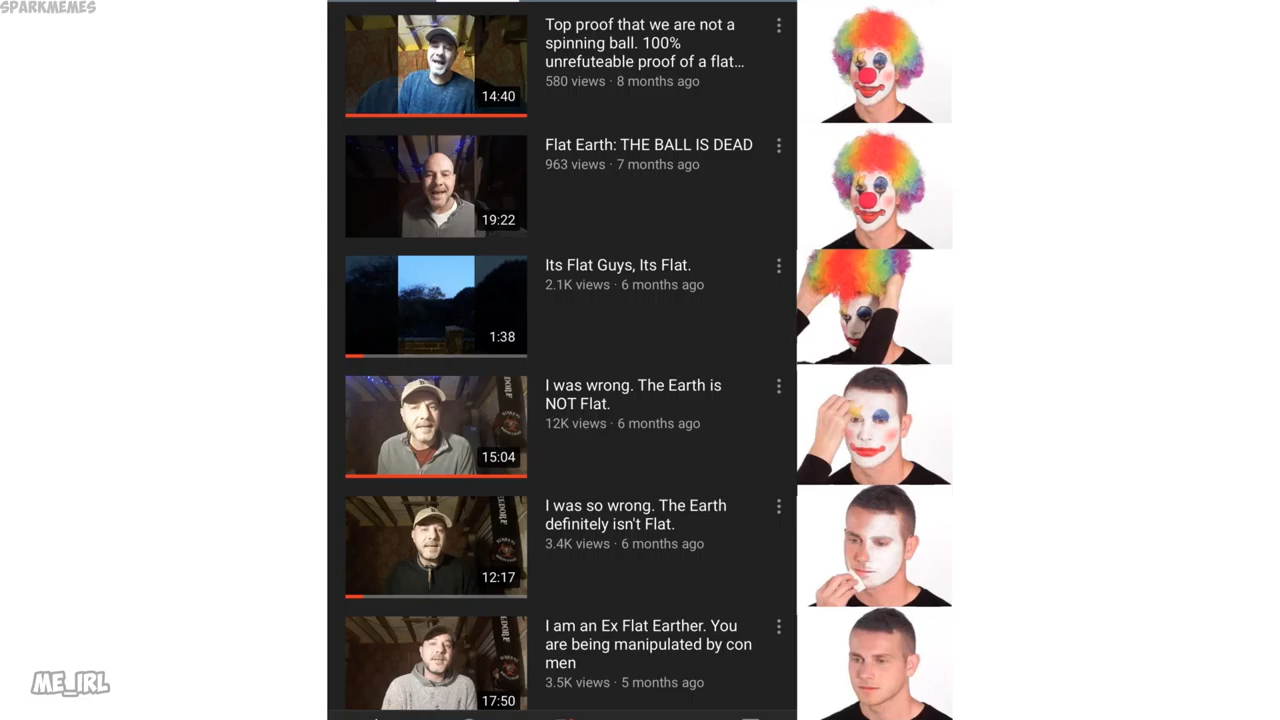 SPARKMEMES
Top proof that we are not a
spinning ball. 100%
unrefuteable proof of a flat…
580 views · 8 months ago
14:40
Flat Earth: THE BALL IS DEAD
963 views · 7 months ago
19:22
Its Flat Guys, Its Flat.
2.1K views · 6 months ago
1:38
I was wrong. The Earth is
NOT Flat.
12K views · 6 months ago
15:04
I was so wrong. The Earth
definitely isn't Flat.
3.4K views · 6 months ago
12:17
I am an Ex Flat Earther. You
are being manipulated by con
men
3.5K views · 5 months ago
17:50
ME_IRL